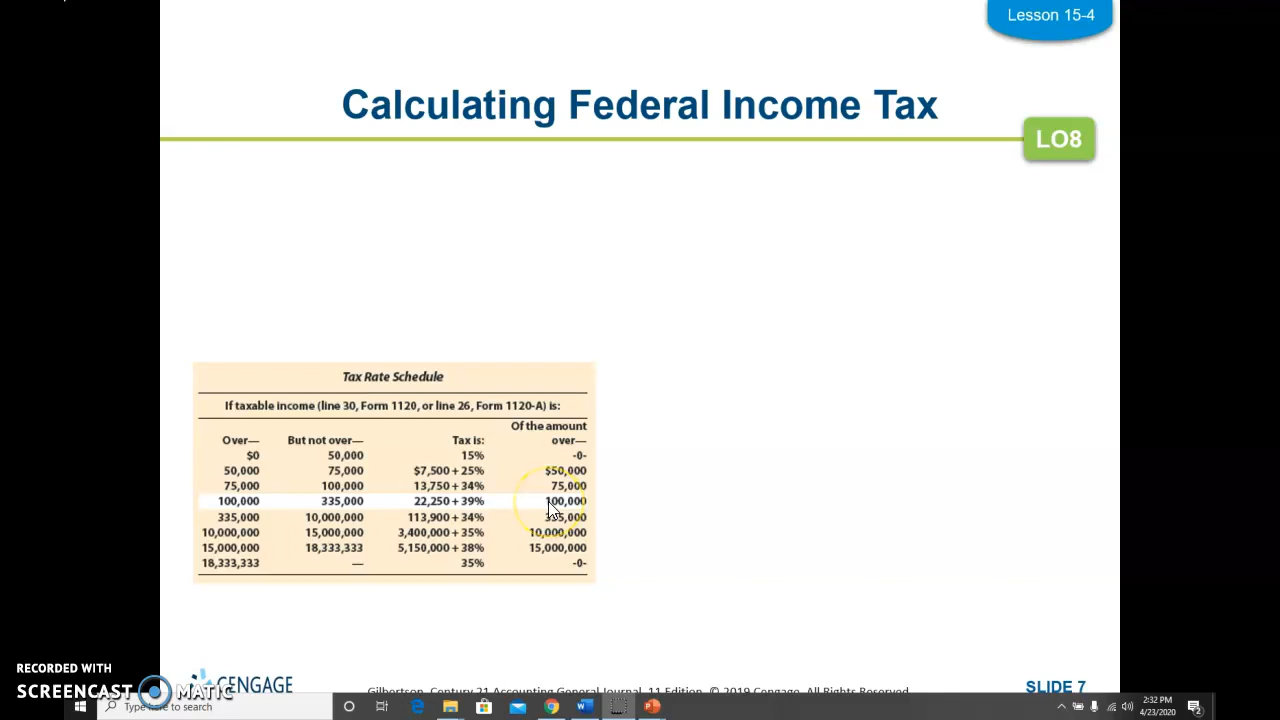 Lesson 15-4
Calculating Federal Income Tax
LO8
Tax Rate Schedule
If taxable income (line 30, Form 1120, or line 26, Form 1120-A) is:
Of the amount
Over— But not over— Tax is: over—
$0 50,000 15% -0-
50,000 75,000 $7,500 + 25% $50,000
75,000 100,000 13,750 + 34% 75,000
100,000 335,000 22,250 + 39% 100,000
335,000 10,000,000 113,900 + 34% 335,000
10,000,000 15,000,000 3,400,000 + 35% 10,000,000
15,000,000 18,333,333 5,150,000 + 38% 15,000,000
18,333,333 — 35% -0-
RECORDED WITH
SCREENCAST MATIC
CENGAGE
Gilbertson, Century 21 Accounting General Journal, 11 Edition. © 2019 Cengage. All Rights Reserved
SLIDE 7
Type here to search
2:32 PM
4/23/2020
2